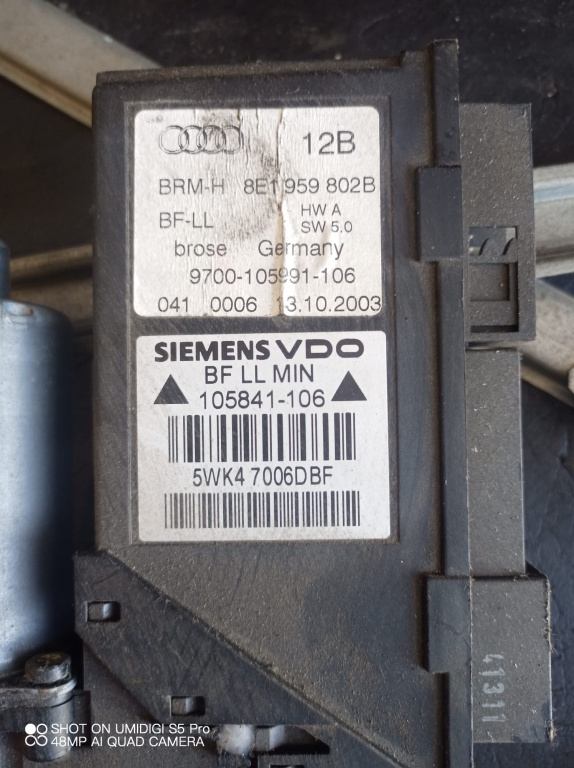 12B
BRM-H 8E1 959 802B
BF-LL HW A
SW 5.0
brose Germany
9700-105991-106
041 0006 13.10.2003
SIEMENS VDO
BF LL MIN
105841-106
5WK4 7006DBF
41311
SHOT ON UMIDIGI S5 Pro
48MP AI QUAD CAMERA